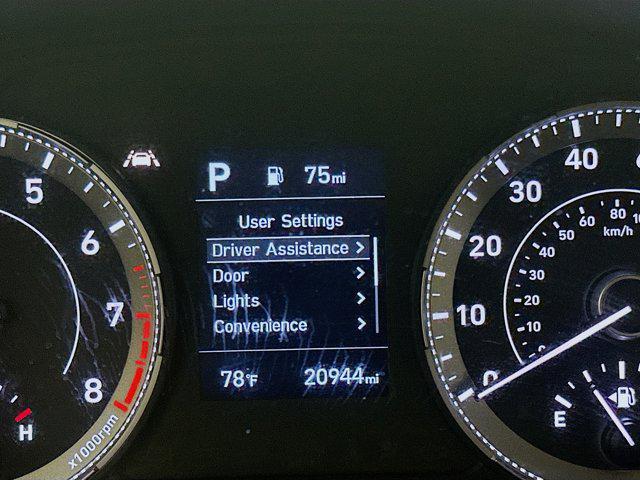 P 75mi
User Settings
Driver Assistance >
Door >
Lights >
Convenience >
78°F 20944mi
5
6
7
8
x1000rpm
H
0
10
20
30
40
0
10
20
30
40
50
60
80
km/h
E